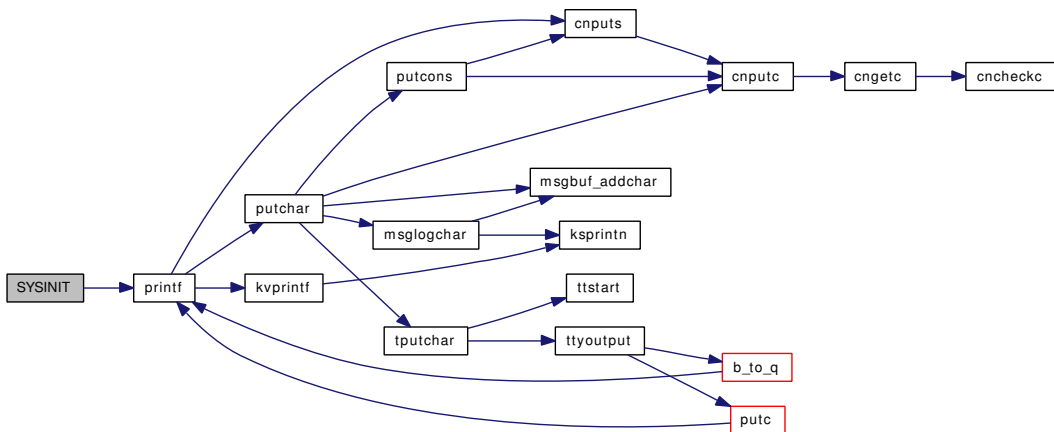 cnputs
putcons
cnputc
cngetc
cncheckc
msgbuf_addchar
putchar
msglogchar
ksprintn
SYSINIT
printf
kvprintf
ttstart
tputchar
ttyoutput
b_to_q
putc